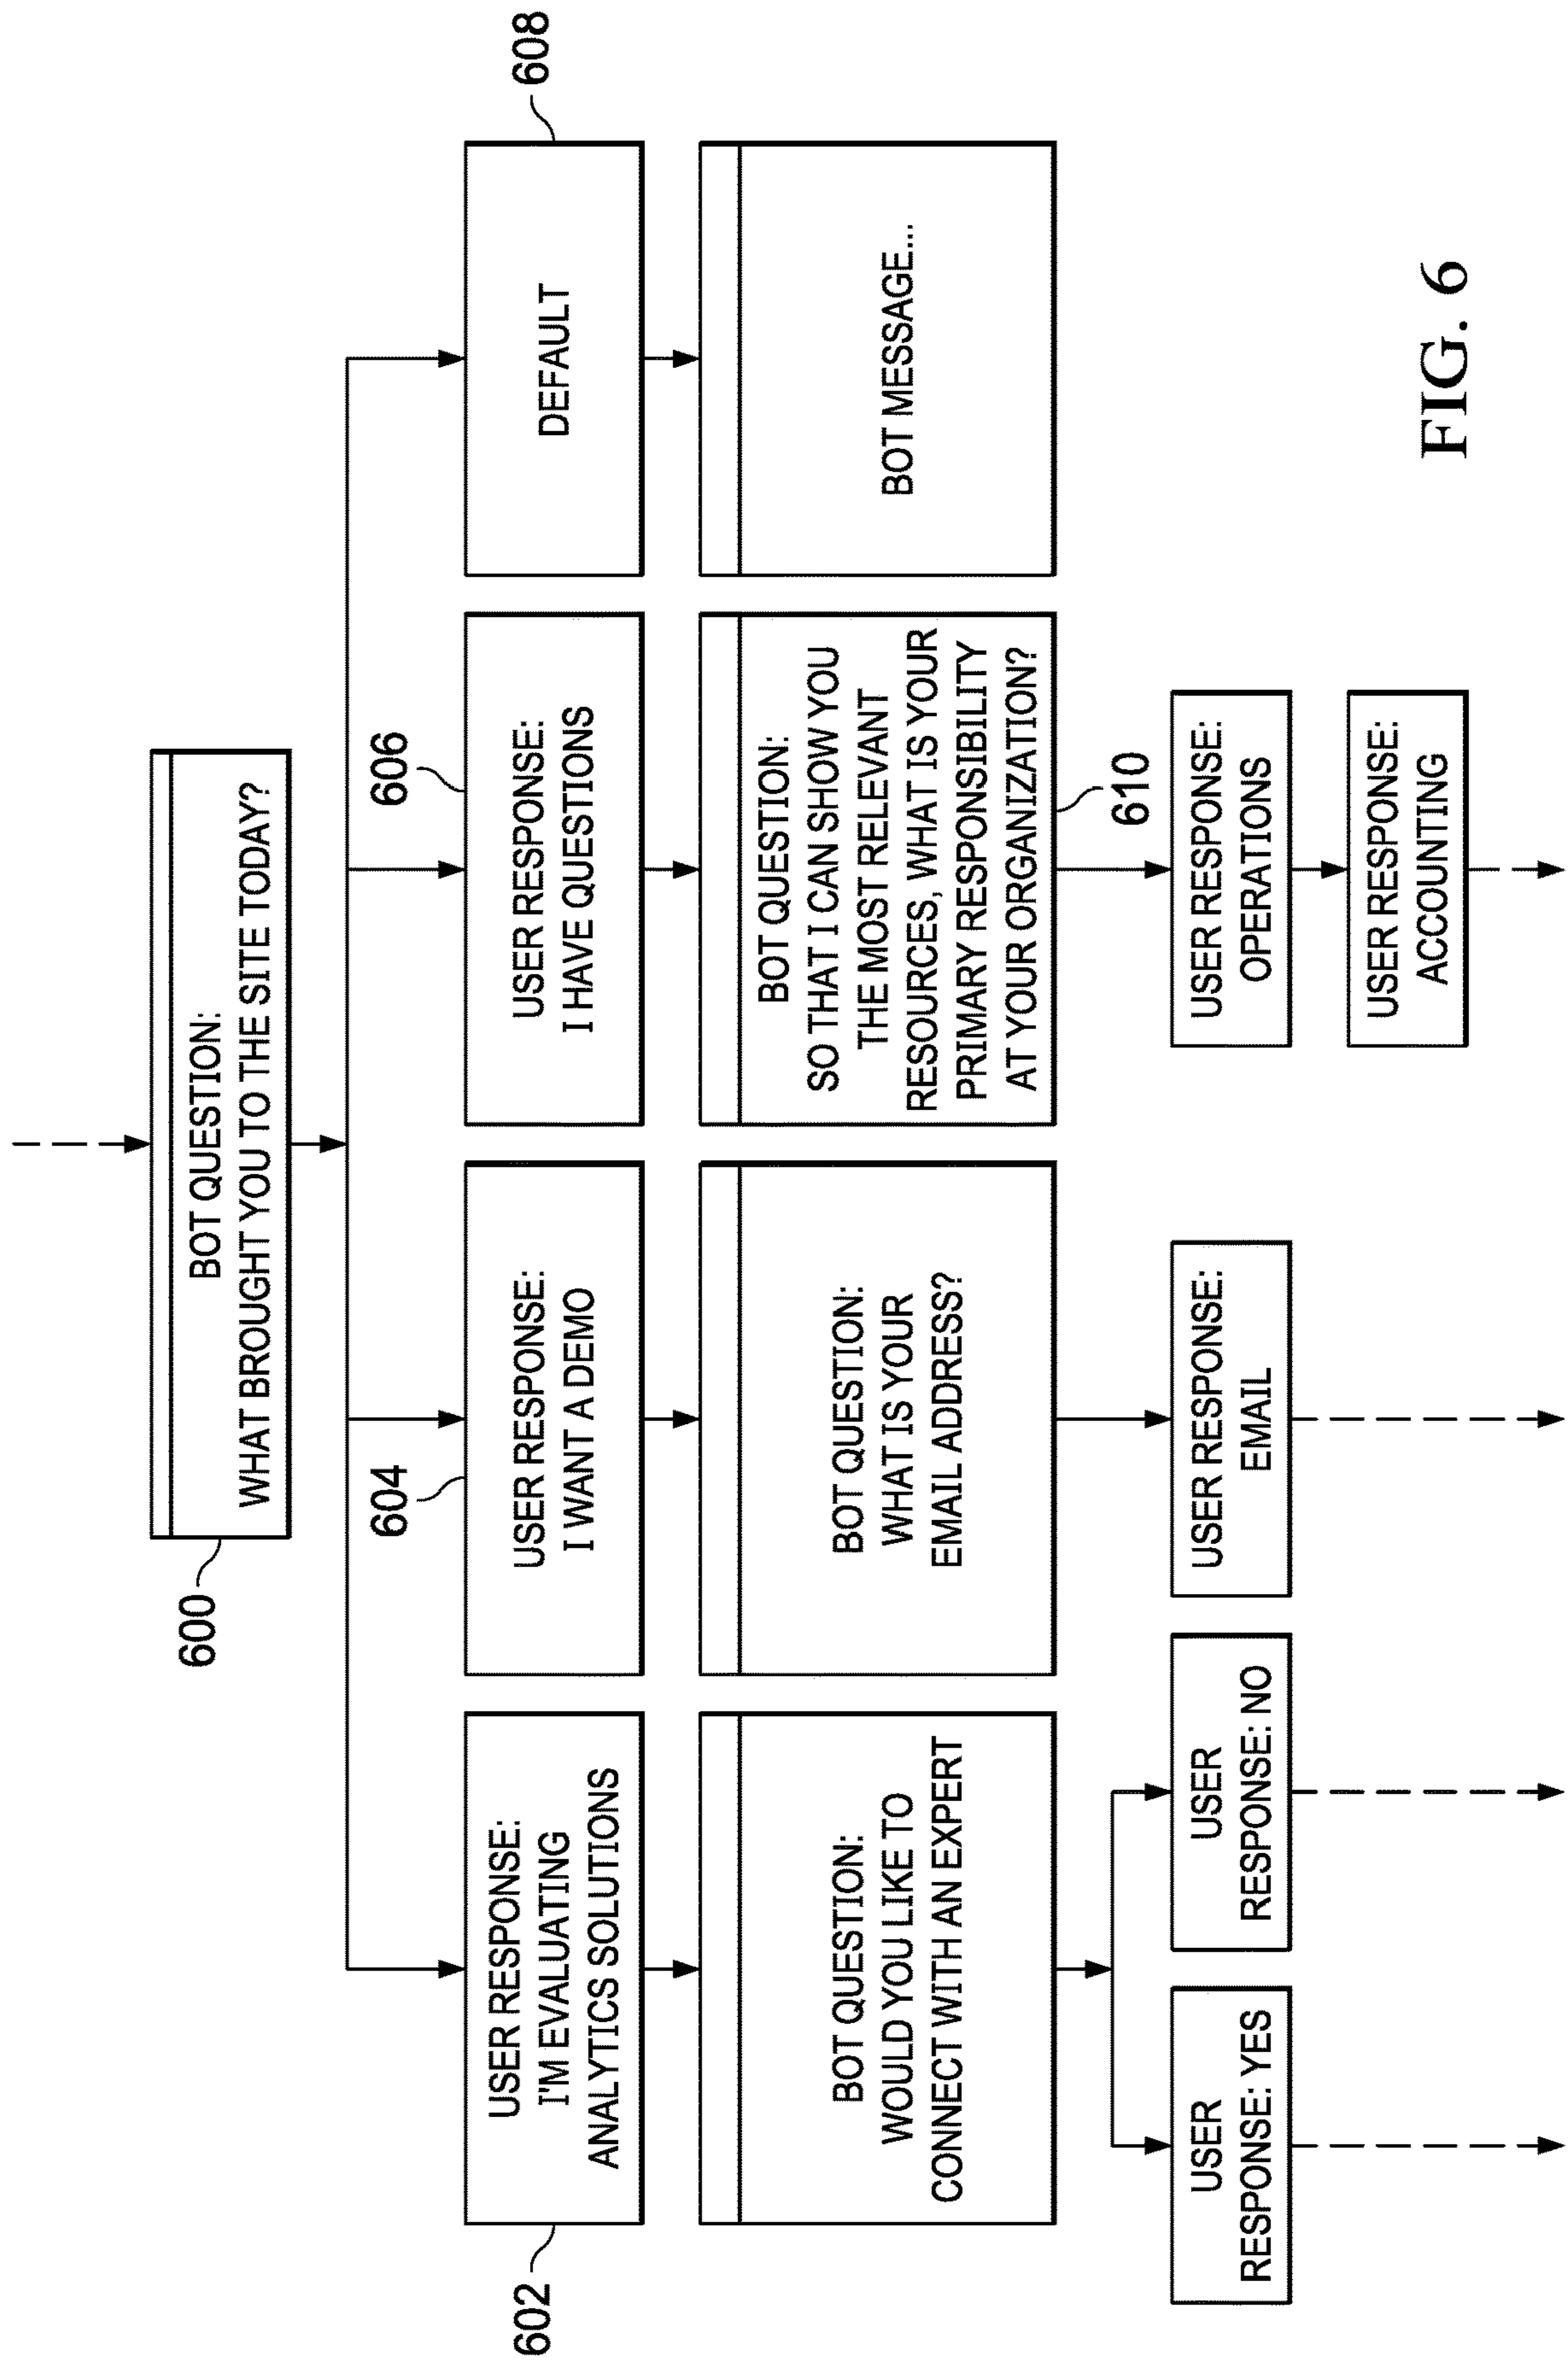 600
BOT QUESTION:
WHAT BROUGHT YOU TO THE SITE TODAY?
602
USER RESPONSE:
I'M EVALUATING
ANALYTICS SOLUTIONS
604
USER RESPONSE:
I WANT A DEMO
606
USER RESPONSE:
I HAVE QUESTIONS
608
DEFAULT
BOT QUESTION:
WOULD YOU LIKE TO
CONNECT WITH AN EXPERT
BOT QUESTION:
WHAT IS YOUR
EMAIL ADDRESS?
BOT QUESTION:
SO THAT I CAN SHOW YOU
THE MOST RELEVANT
RESOURCES, WHAT IS YOUR
PRIMARY RESPONSIBILITY
AT YOUR ORGANIZATION?
610
BOT MESSAGE...
USER
RESPONSE: YES
USER
RESPONSE: NO
USER RESPONSE:
EMAIL
USER RESPONSE:
OPERATIONS
USER RESPONSE:
ACCOUNTING
FIG. 6